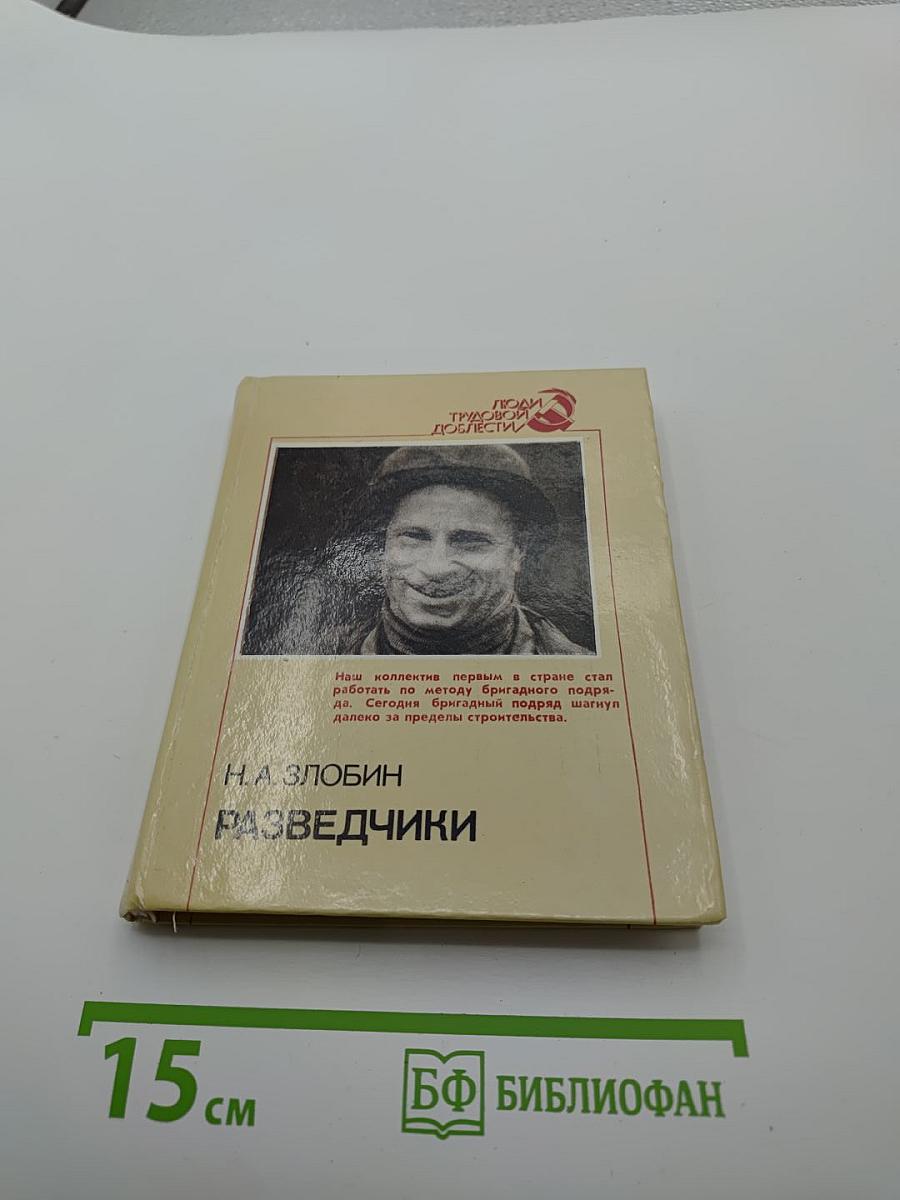 ЛЮДИ
ТРУДОВОЙ
ДОБЛЕСТИ
Наш коллектив первым в стране стал
работать по методу бригадного подря-
да. Сегодня бригадный подряд шагнул
далеко за пределы строительства.
Н. А. ЗЛОБИН
РАЗВЕДЧИКИ
15 см
БФ БИБЛИОФАН